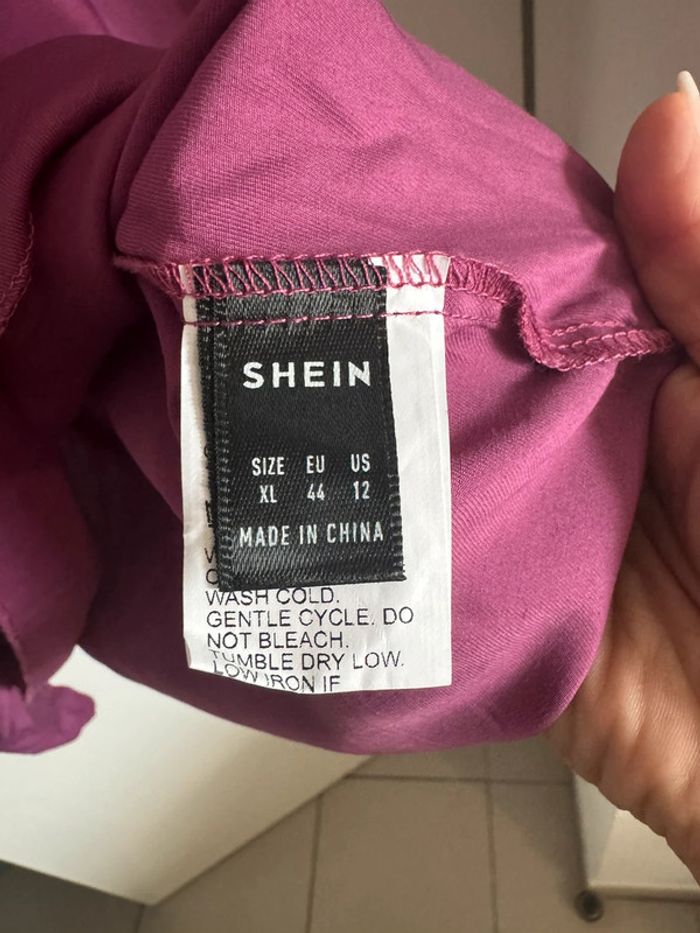 SHEIN
SIZE EU US
XL 44 12
MADE IN CHINA
WASH COLD.
GENTLE CYCLE. DO
NOT BLEACH.
TUMBLE DRY LOW.
LOW IRON IF